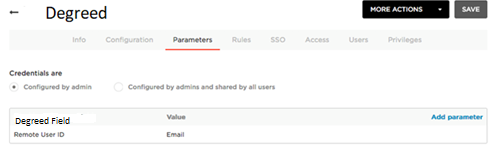 ← Degreed
MORE ACTIONS SAVE
Info Configuration Parameters Rules SSO Access Users Privileges
Credentials are
Configured by admin Configured by admins and shared by all users
Degreed Field Value Add parameter
Remote User ID Email